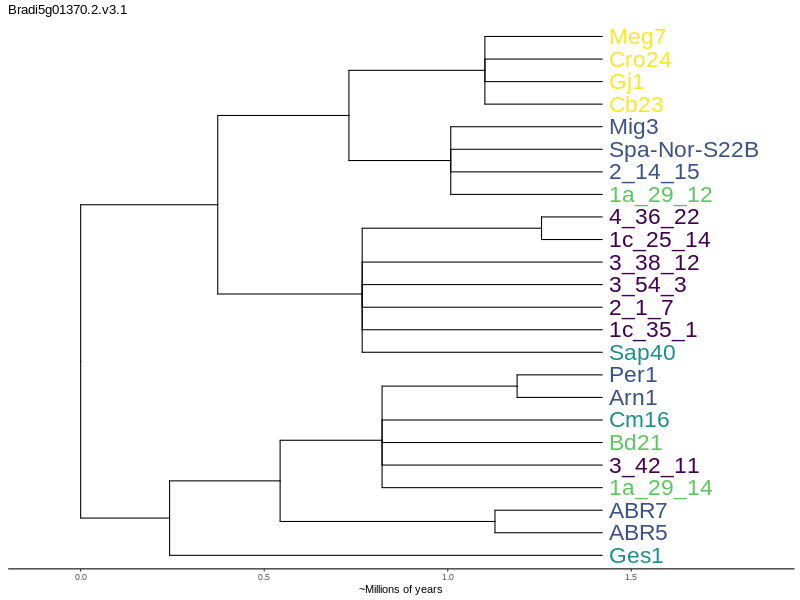 Bradi5g01370.2.v3.1
Meg7
Cro24
Gj1
Cb23
Mig3
Spa-Nor-S22B
2_14_15
1a_29_12
4_36_22
1c_25_14
3_38_12
3_54_3
2_1_7
1c_35_1
Sap40
Per1
Arn1
Cm16
Bd21
3_42_11
1a_29_14
ABR7
ABR5
Ges1
0.0 0.5 1.0 1.5
~Millions of years